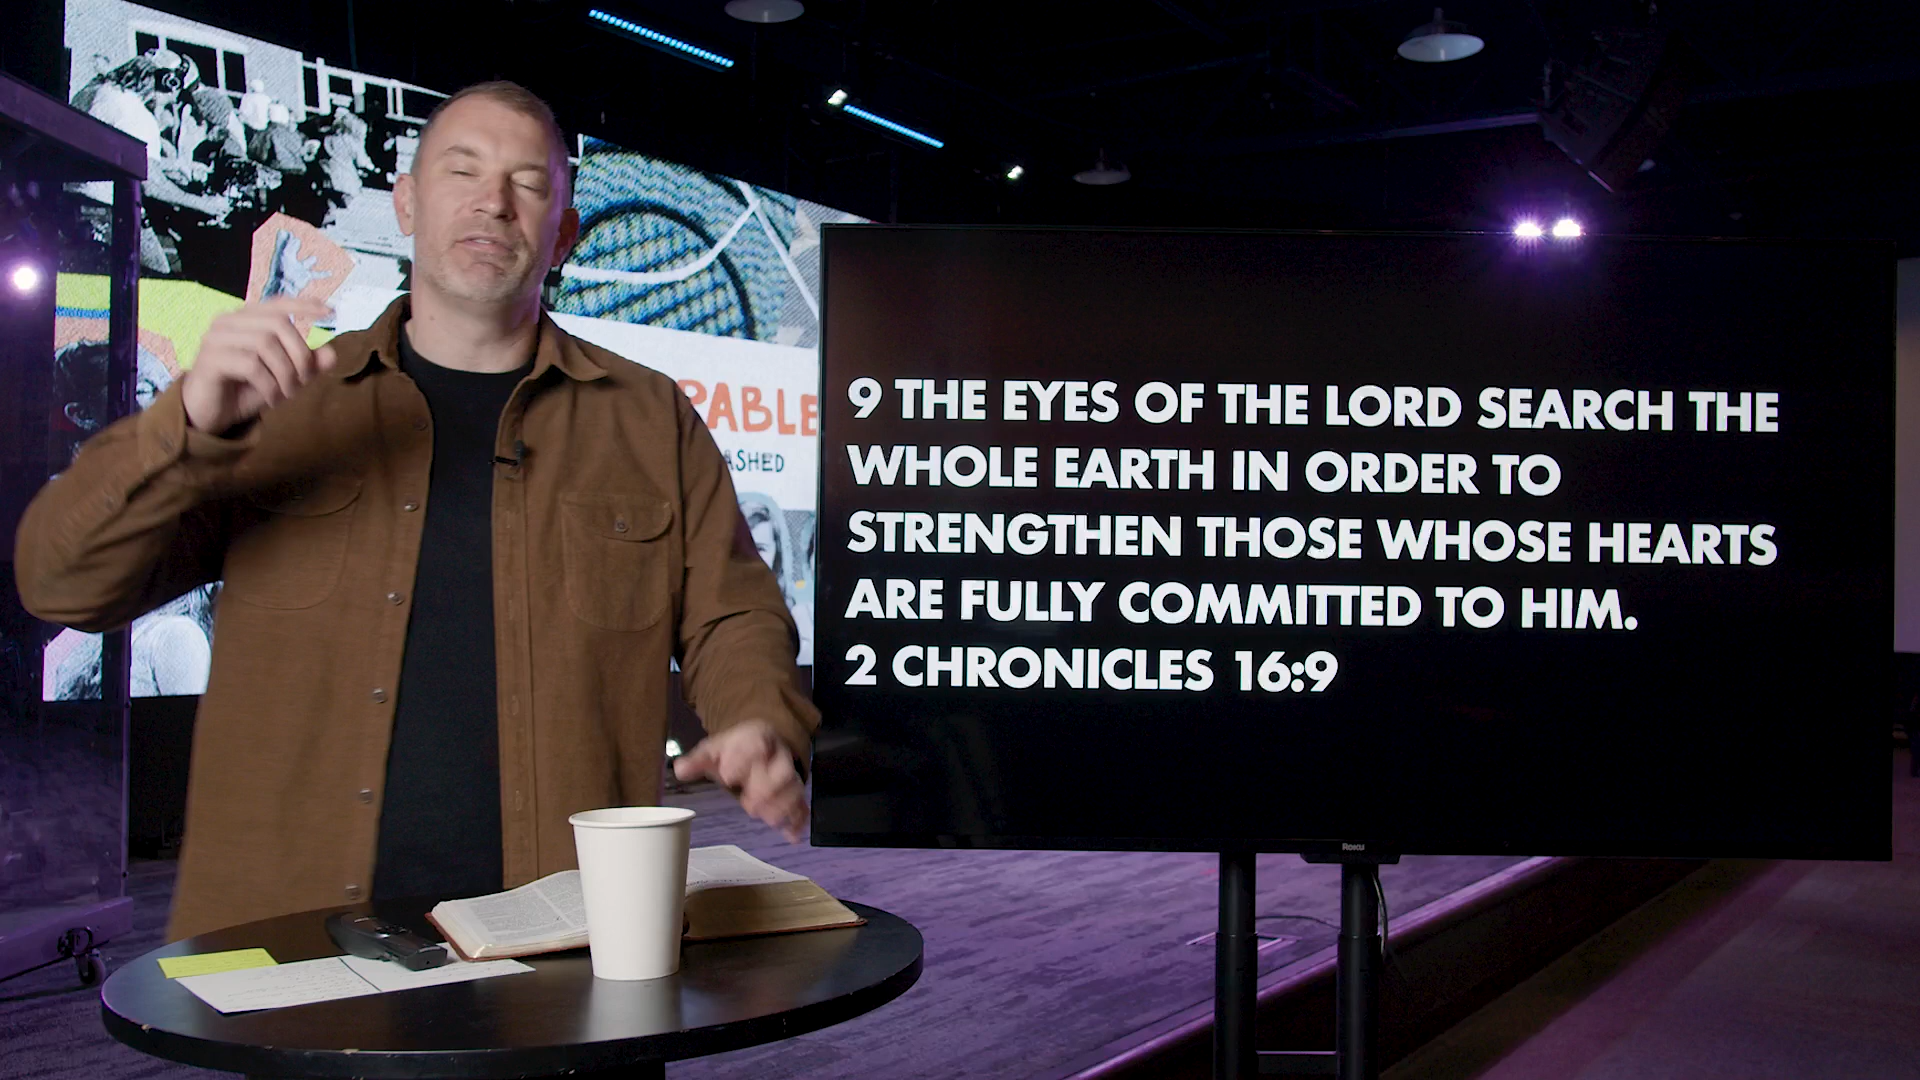 PABLE
ASHED
9 THE EYES OF THE LORD SEARCH THE
WHOLE EARTH IN ORDER TO
STRENGTHEN THOSE WHOSE HEARTS
ARE FULLY COMMITTED TO HIM.
2 CHRONICLES 16:9
Roku